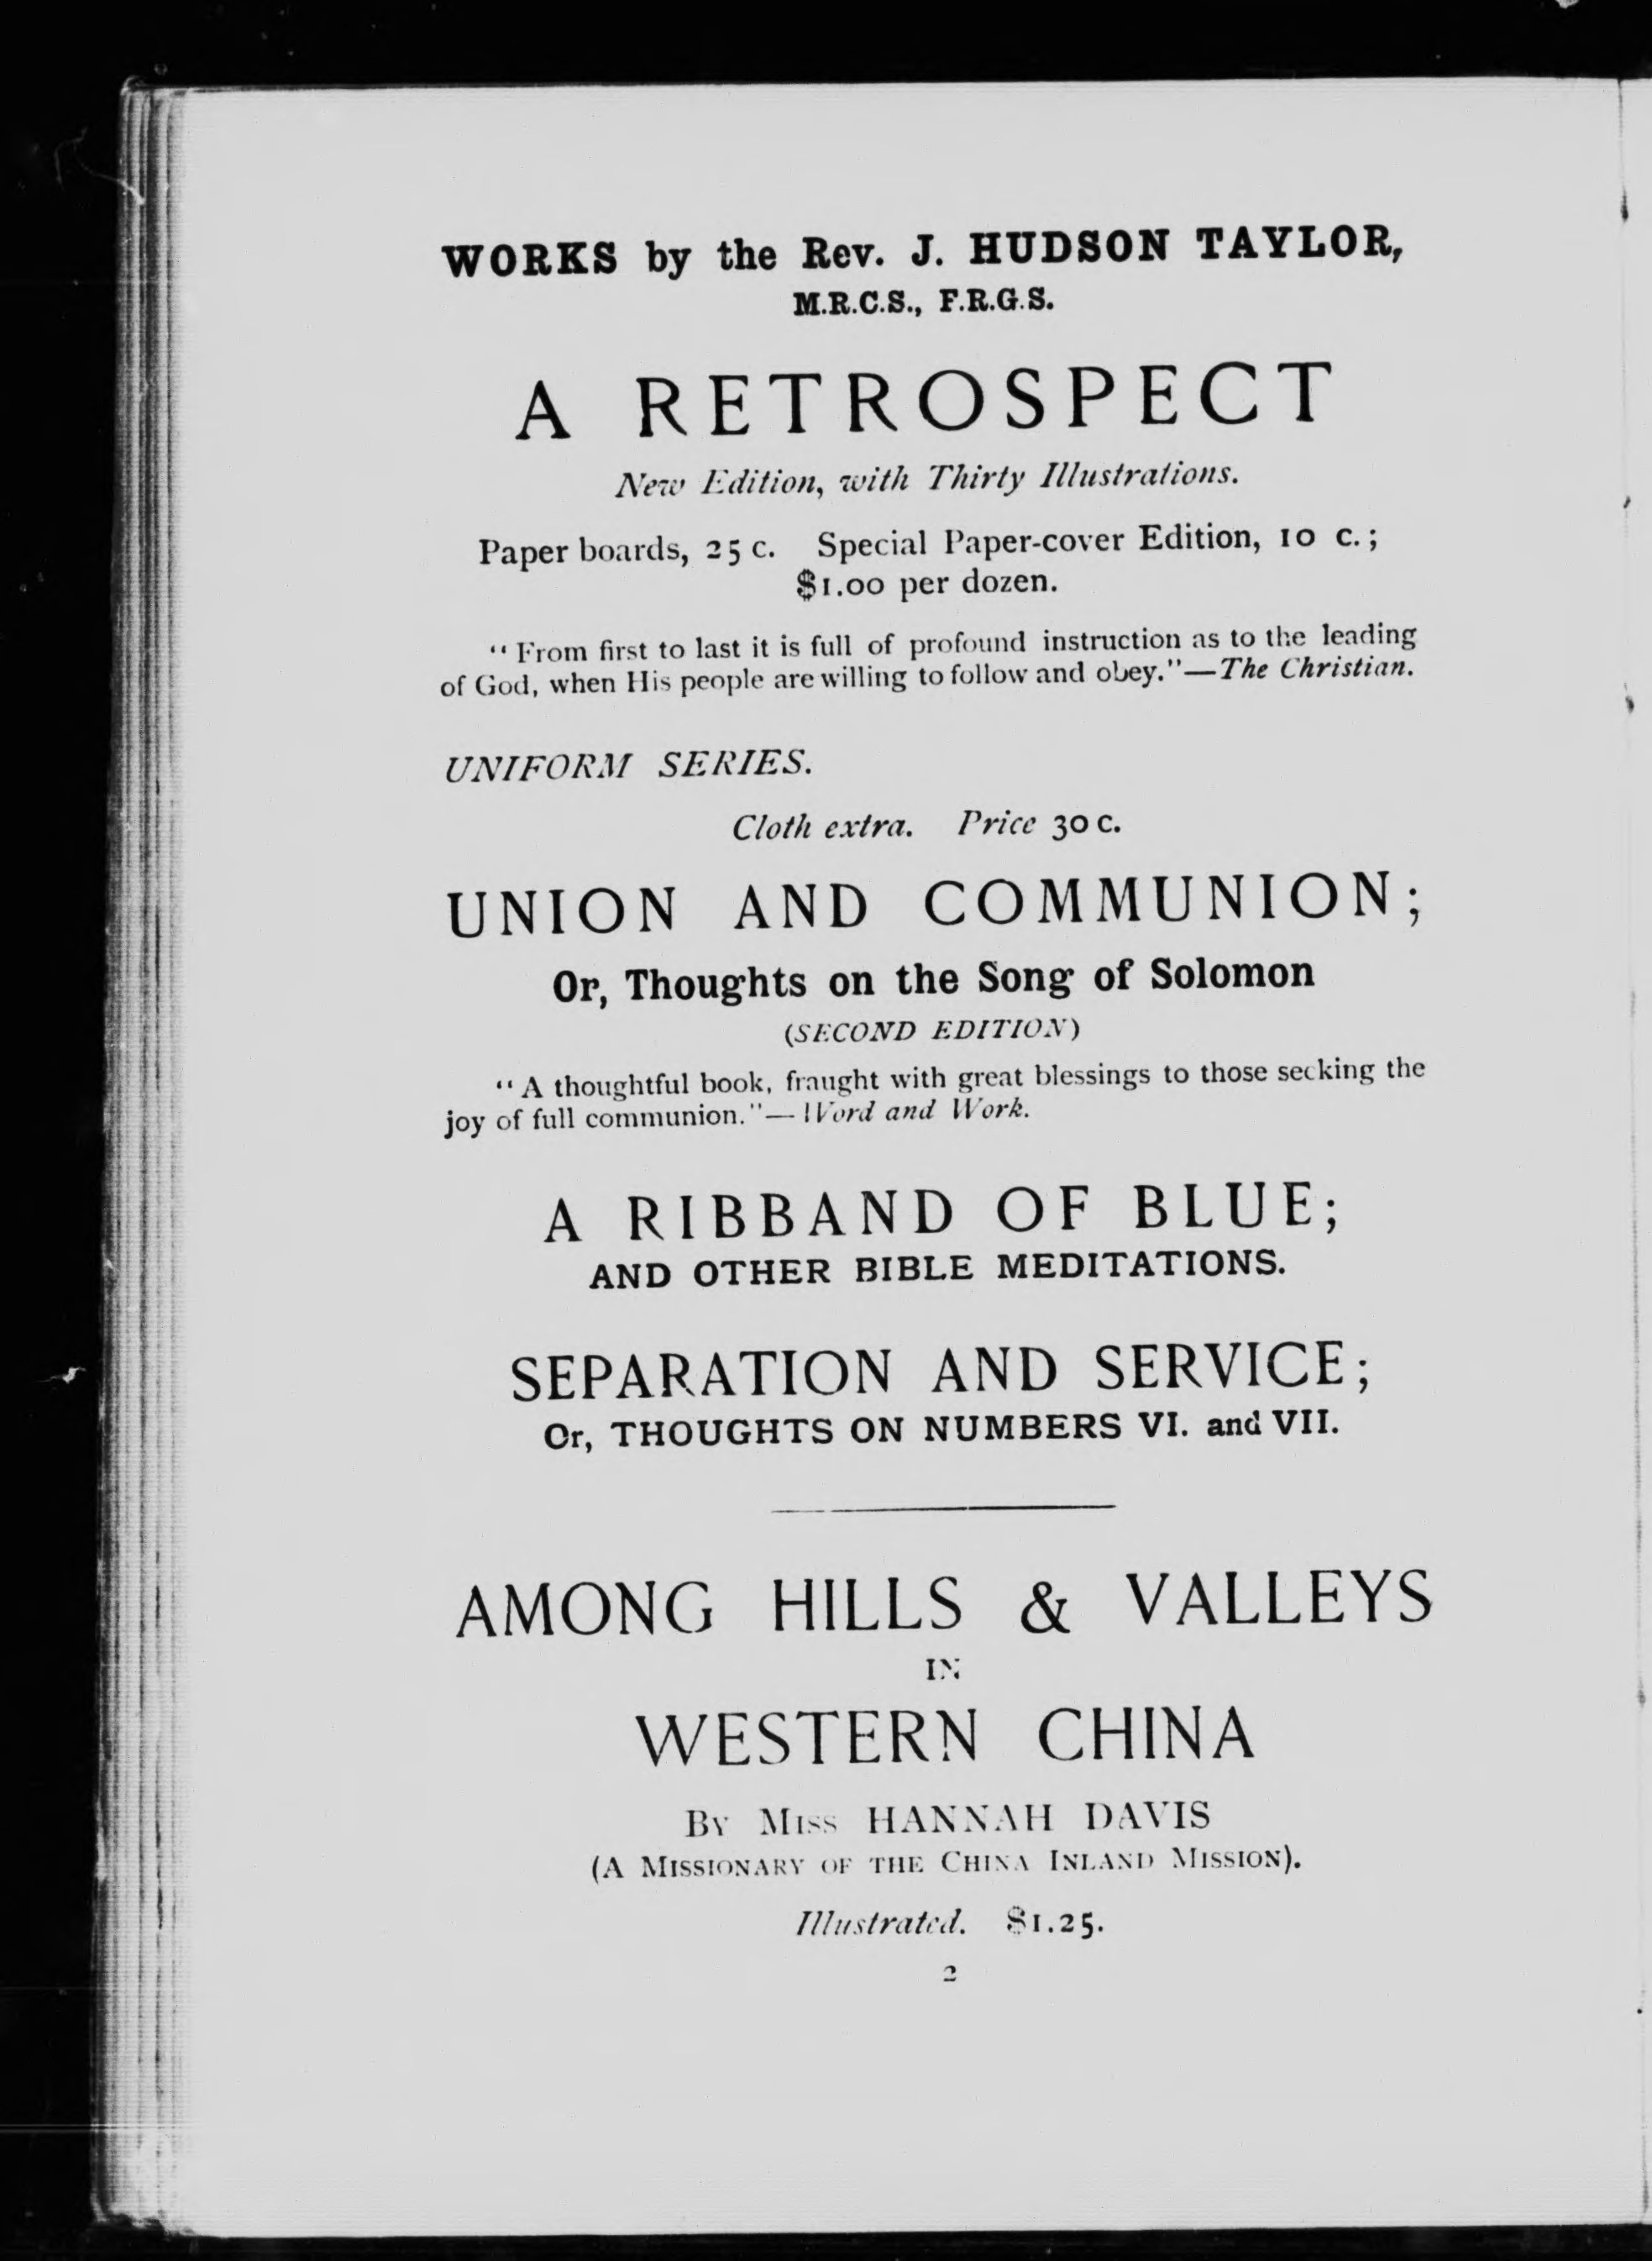 WORKS by the Rev. J. HUDSON TAYLOR,
M.R.C.S., F.R.G.S.
A RETROSPECT
New Edition, with Thirty Illustrations.
Paper boards, 25 c. Special Paper-cover Edition, 10 c.;
$1.00 per dozen.
"From first to last it is full of profound instruction as to the leading
of God, when His people are willing to follow and obey."—The Christian.
UNIFORM SERIES.
Cloth extra. Price 30 c.
UNION AND COMMUNION;
Or, Thoughts on the Song of Solomon
(SECOND EDITION)
"A thoughtful book, fraught with great blessings to those seeking the
joy of full communion."—Word and Work.
A RIBBAND OF BLUE;
AND OTHER BIBLE MEDITATIONS.
SEPARATION AND SERVICE;
Or, THOUGHTS ON NUMBERS VI. and VII.
AMONG HILLS & VALLEYS
IN
WESTERN CHINA
By Miss HANNAH DAVIS
(A Missionary of the China Inland Mission).
Illustrated. $1.25.
2